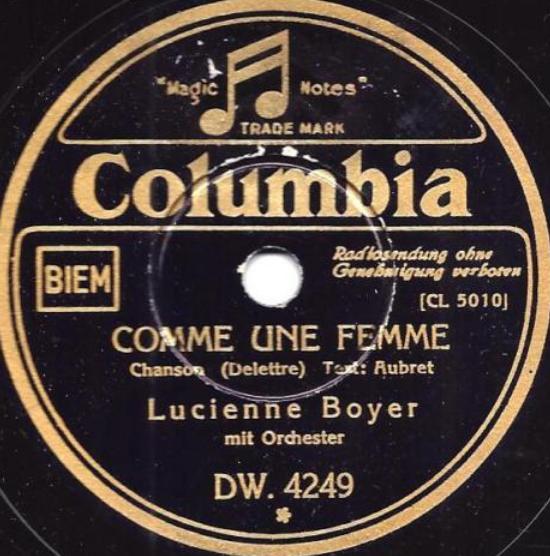 "Magic Notes"
TRADE MARK
Columbia
BIEM
Radiosendung ohne
Genehmigung verboten
[CL 5010]
COMME UNE FEMME
Chanson (Delettre) Text: Aubret
Lucienne Boyer
mit Orchester
DW. 4249